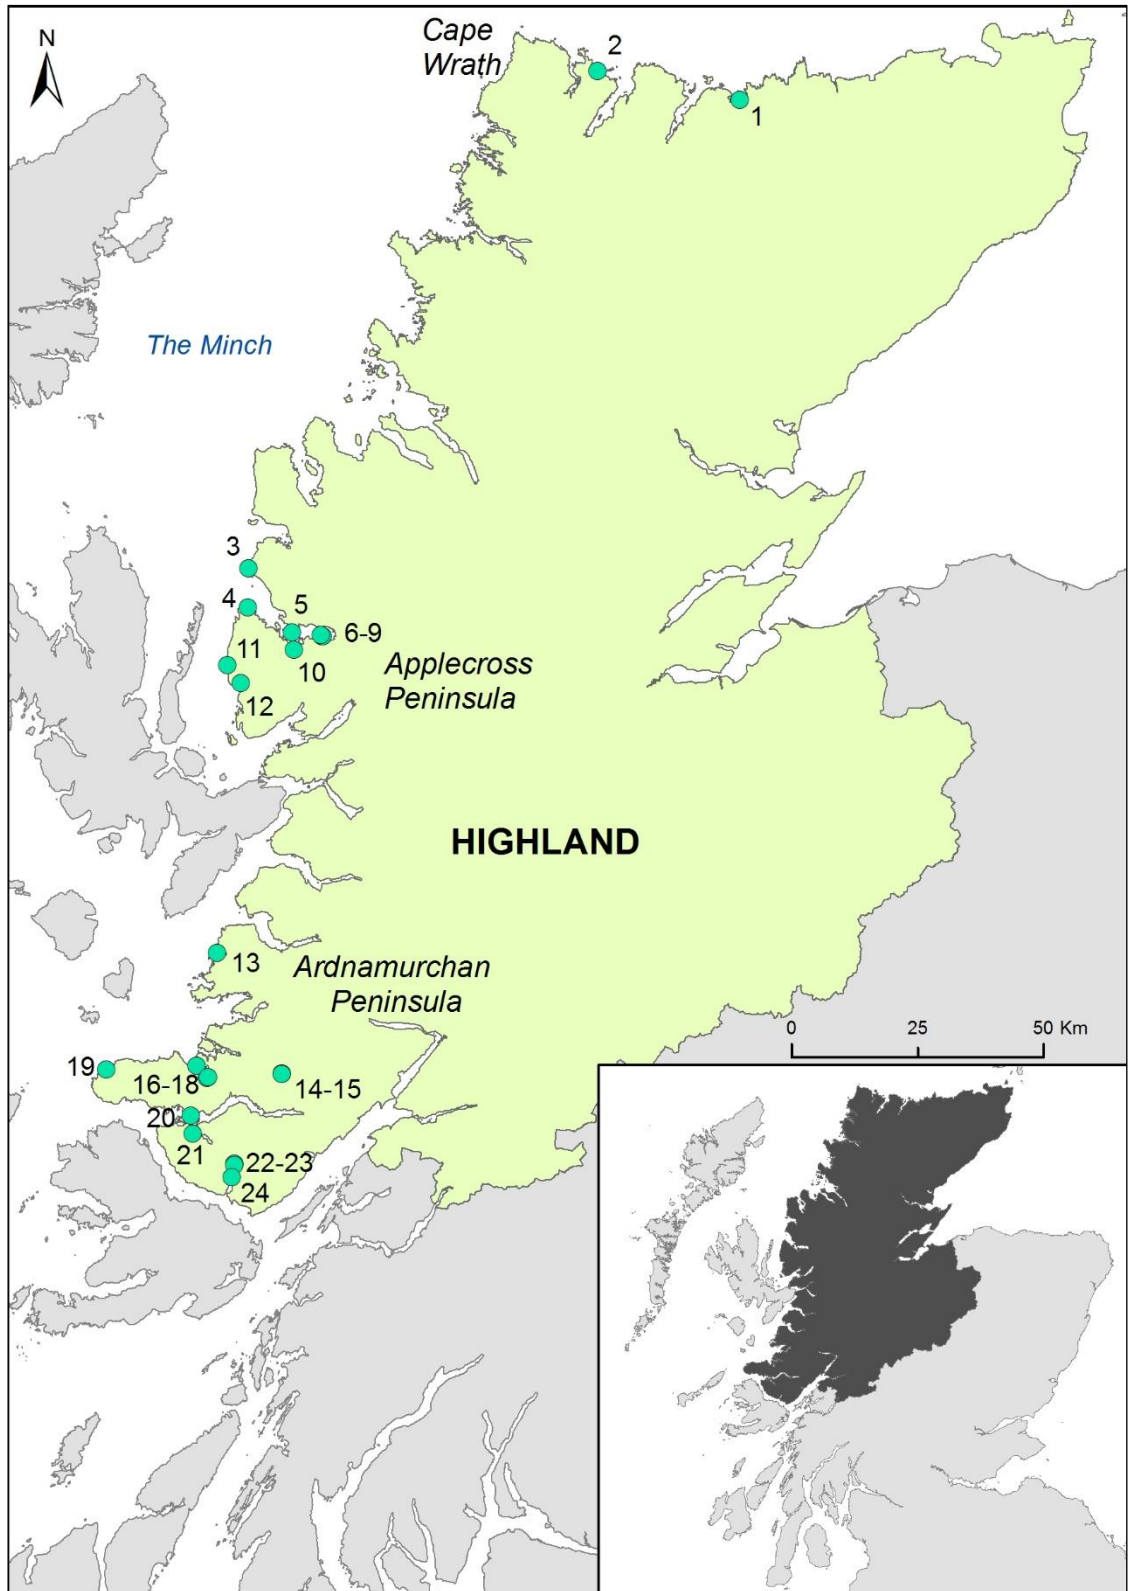 Cape
Wrath
N
2
1
The Minch
3
4
5
6-9
10
11
12
Applecross
Peninsula
HIGHLAND
13
Ardnamurchan
Peninsula
0 25 50 Km
19
16-18
14-15
20
21
22-23
24